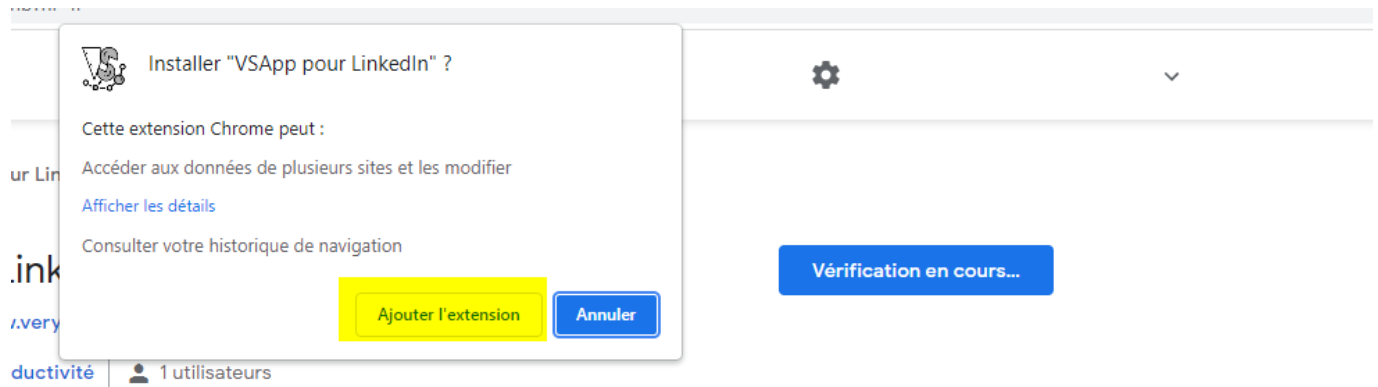 Installer "VSApp pour LinkedIn" ?
Cette extension Chrome peut :
Accéder aux données de plusieurs sites et les modifier
ur Lin
Afficher les détails
Consulter votre historique de navigation
.ink
Vérification en cours...
Ajouter l'extension Annuler
v.very
ductivité 1 utilisateurs